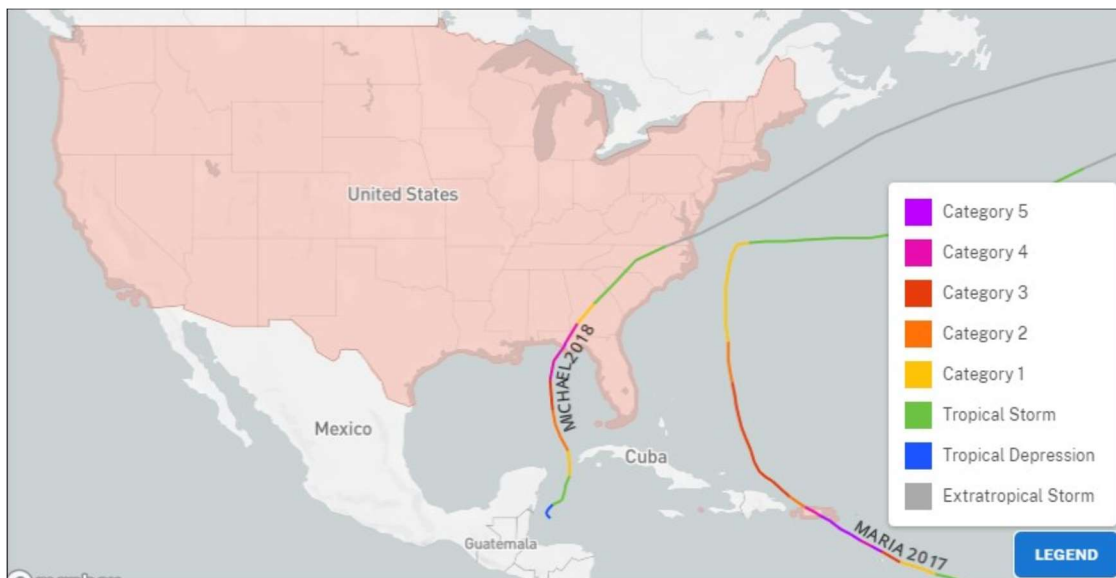 United States
Mexico
Cuba
Guatemala
MICHAEL 2018
MARIA 2017
Category 5
Category 4
Category 3
Category 2
Category 1
Tropical Storm
Tropical Depression
Extratropical Storm
LEGEND